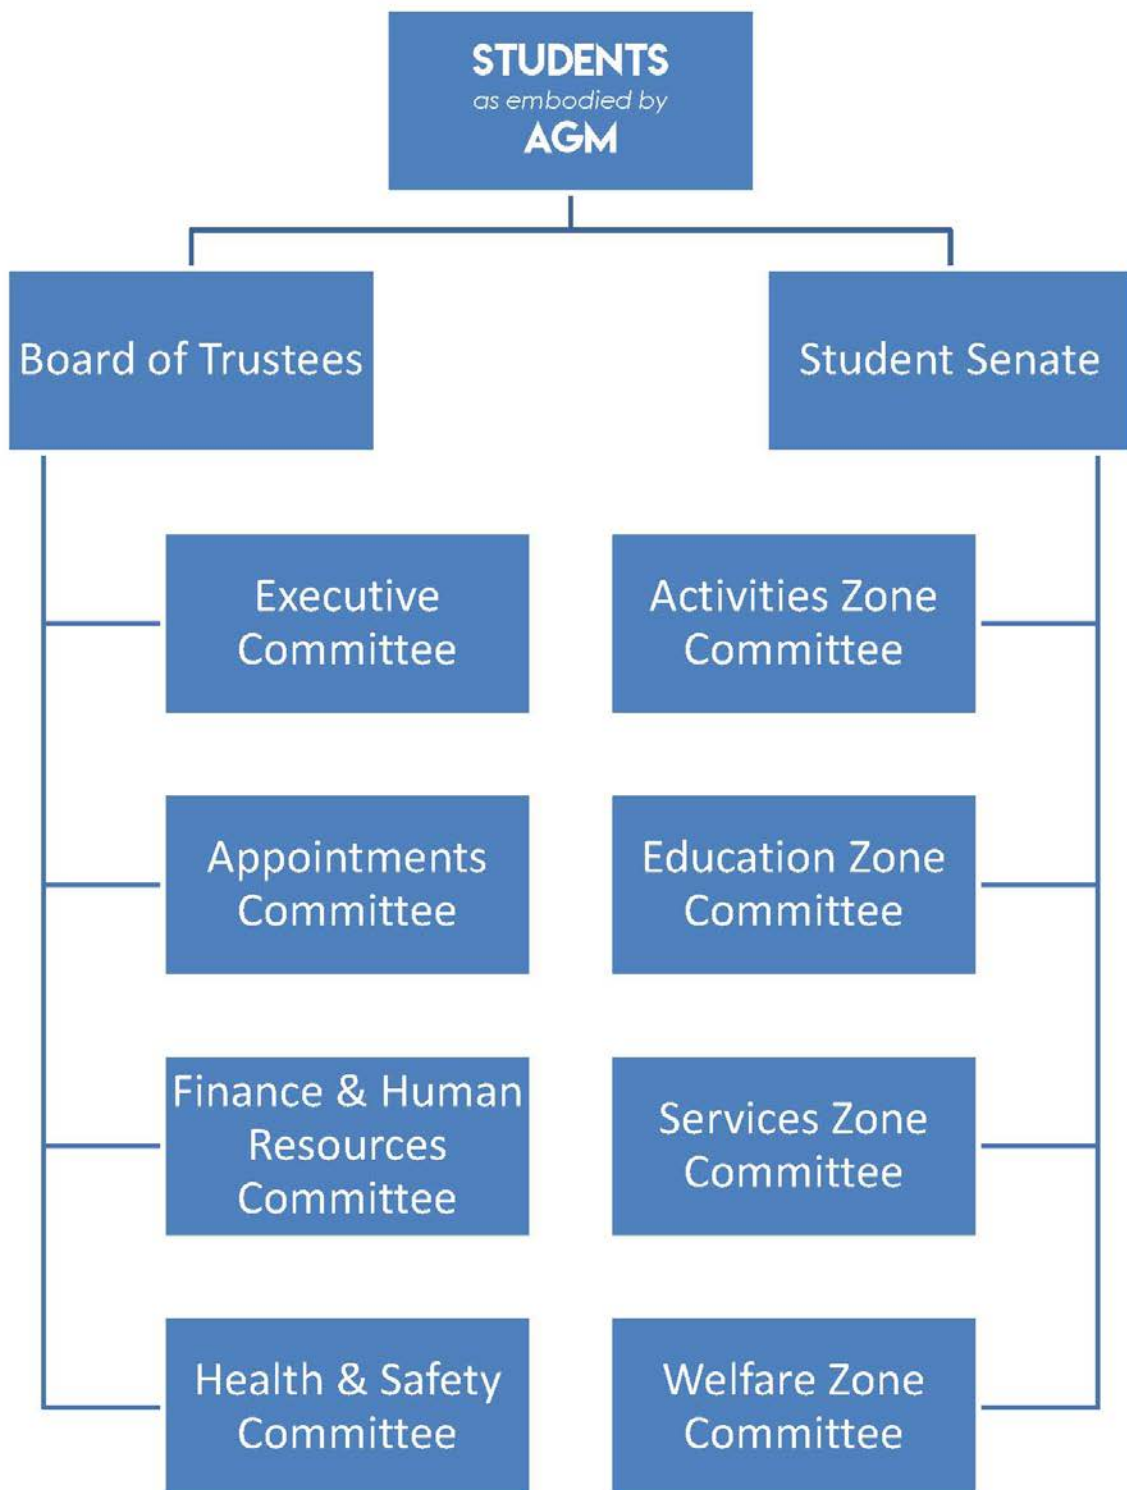 STUDENTS
as embodied by
AGM
Board of Trustees
Student Senate
Executive
Committee
Activities Zone
Committee
Appointments
Committee
Education Zone
Committee
Finance & Human
Resources
Committee
Services Zone
Committee
Health & Safety
Committee
Welfare Zone
Committee